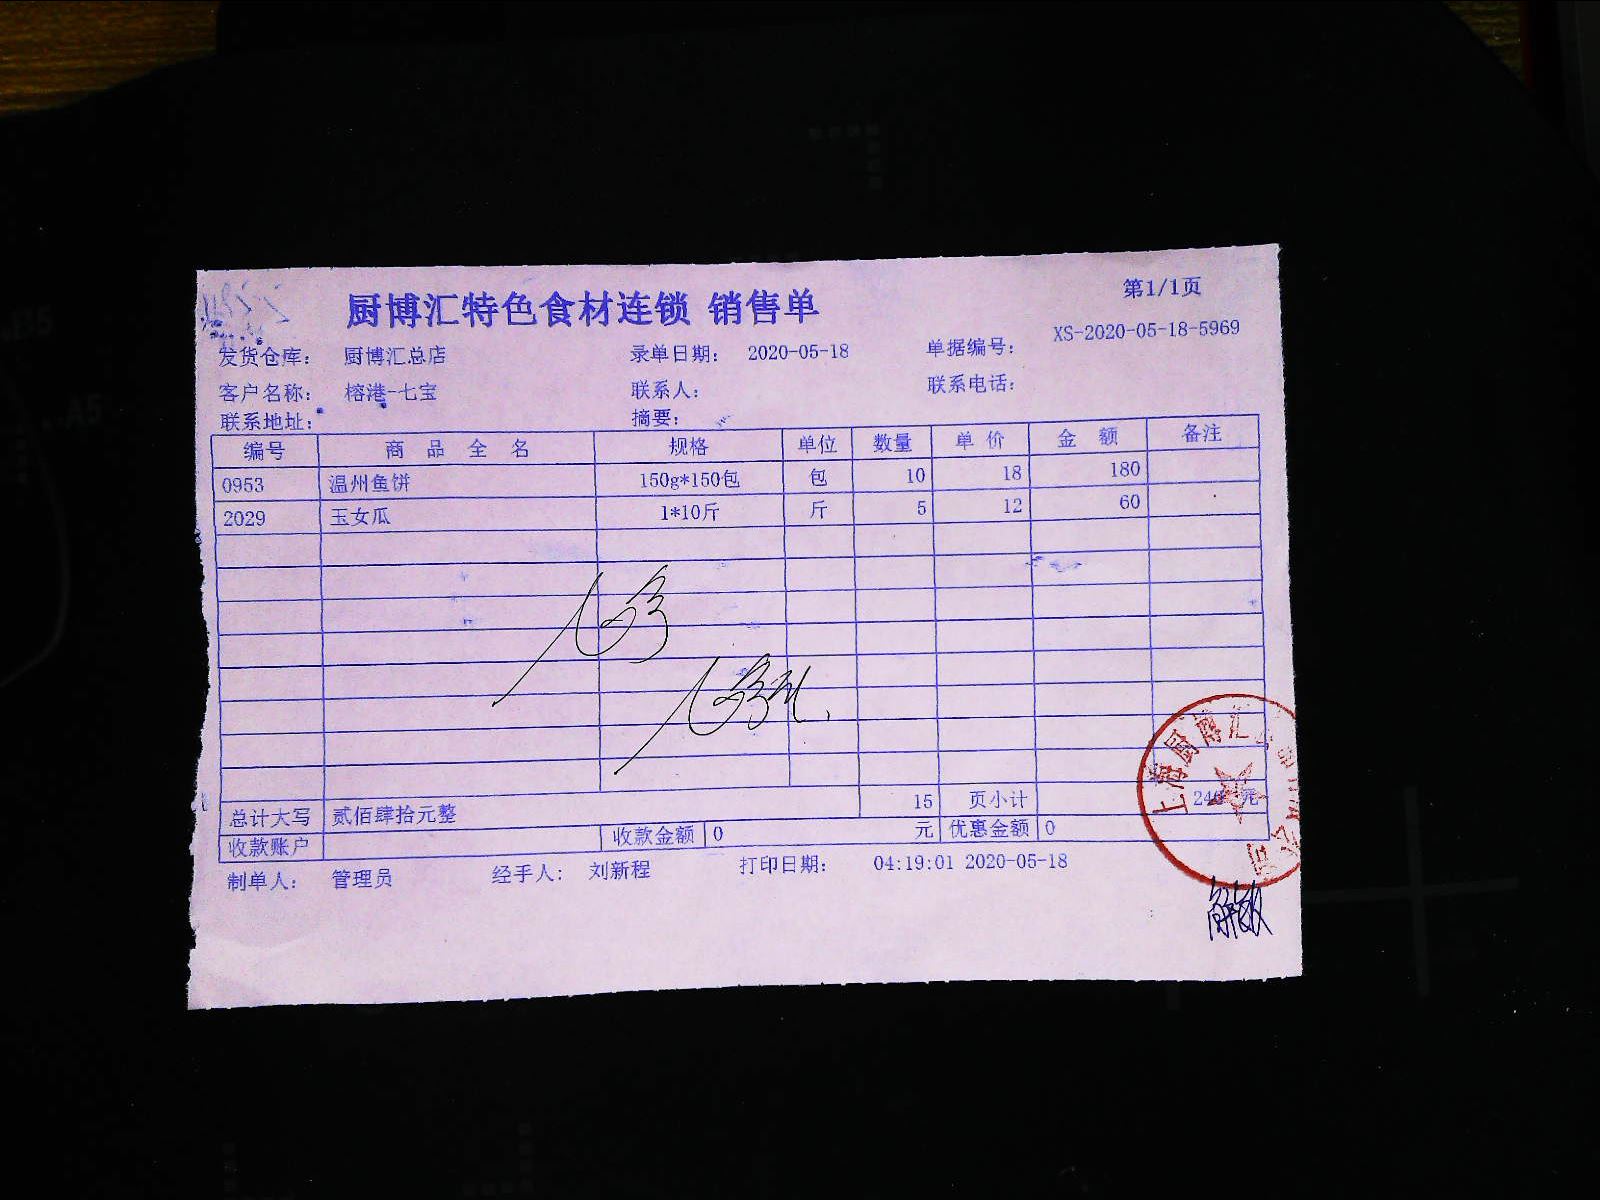 厨博汇特色食材连锁 销售单
第1/1页
发货仓库： 厨博汇总店 录单日期： 2020-05-18 单据编号： XS-2020-05-18-5969
客户名称： 榕港-七宝 联系人： 联系电话：
联系地址： 摘要：
编号 商品全名 规格 单位 数量 单价 金额 备注
0953 温州鱼饼 150g*150包 包 10 18 180
2029 玉女瓜 1*10斤 斤 5 12 60
总计大写 贰佰肆拾元整 15 页小计 240 元
收款账户 收款金额 0 元 优惠金额 0
制单人： 管理员 经手人： 刘新程 打印日期： 04:19:01 2020-05-18
上海厨博汇